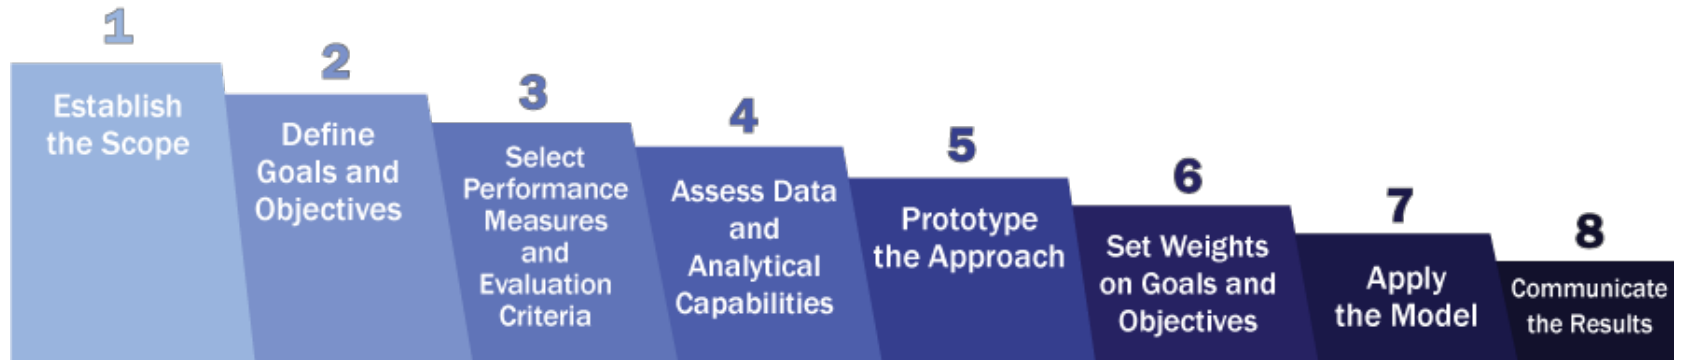 1
Establish
the Scope
2
Define
Goals and
Objectives
3
Select
Performance
Measures
and
Evaluation
Criteria
4
Assess Data
and
Analytical
Capabilities
5
Prototype
the Approach
6
Set Weights
on Goals and
Objectives
7
Apply
the Model
8
Communicate
the Results